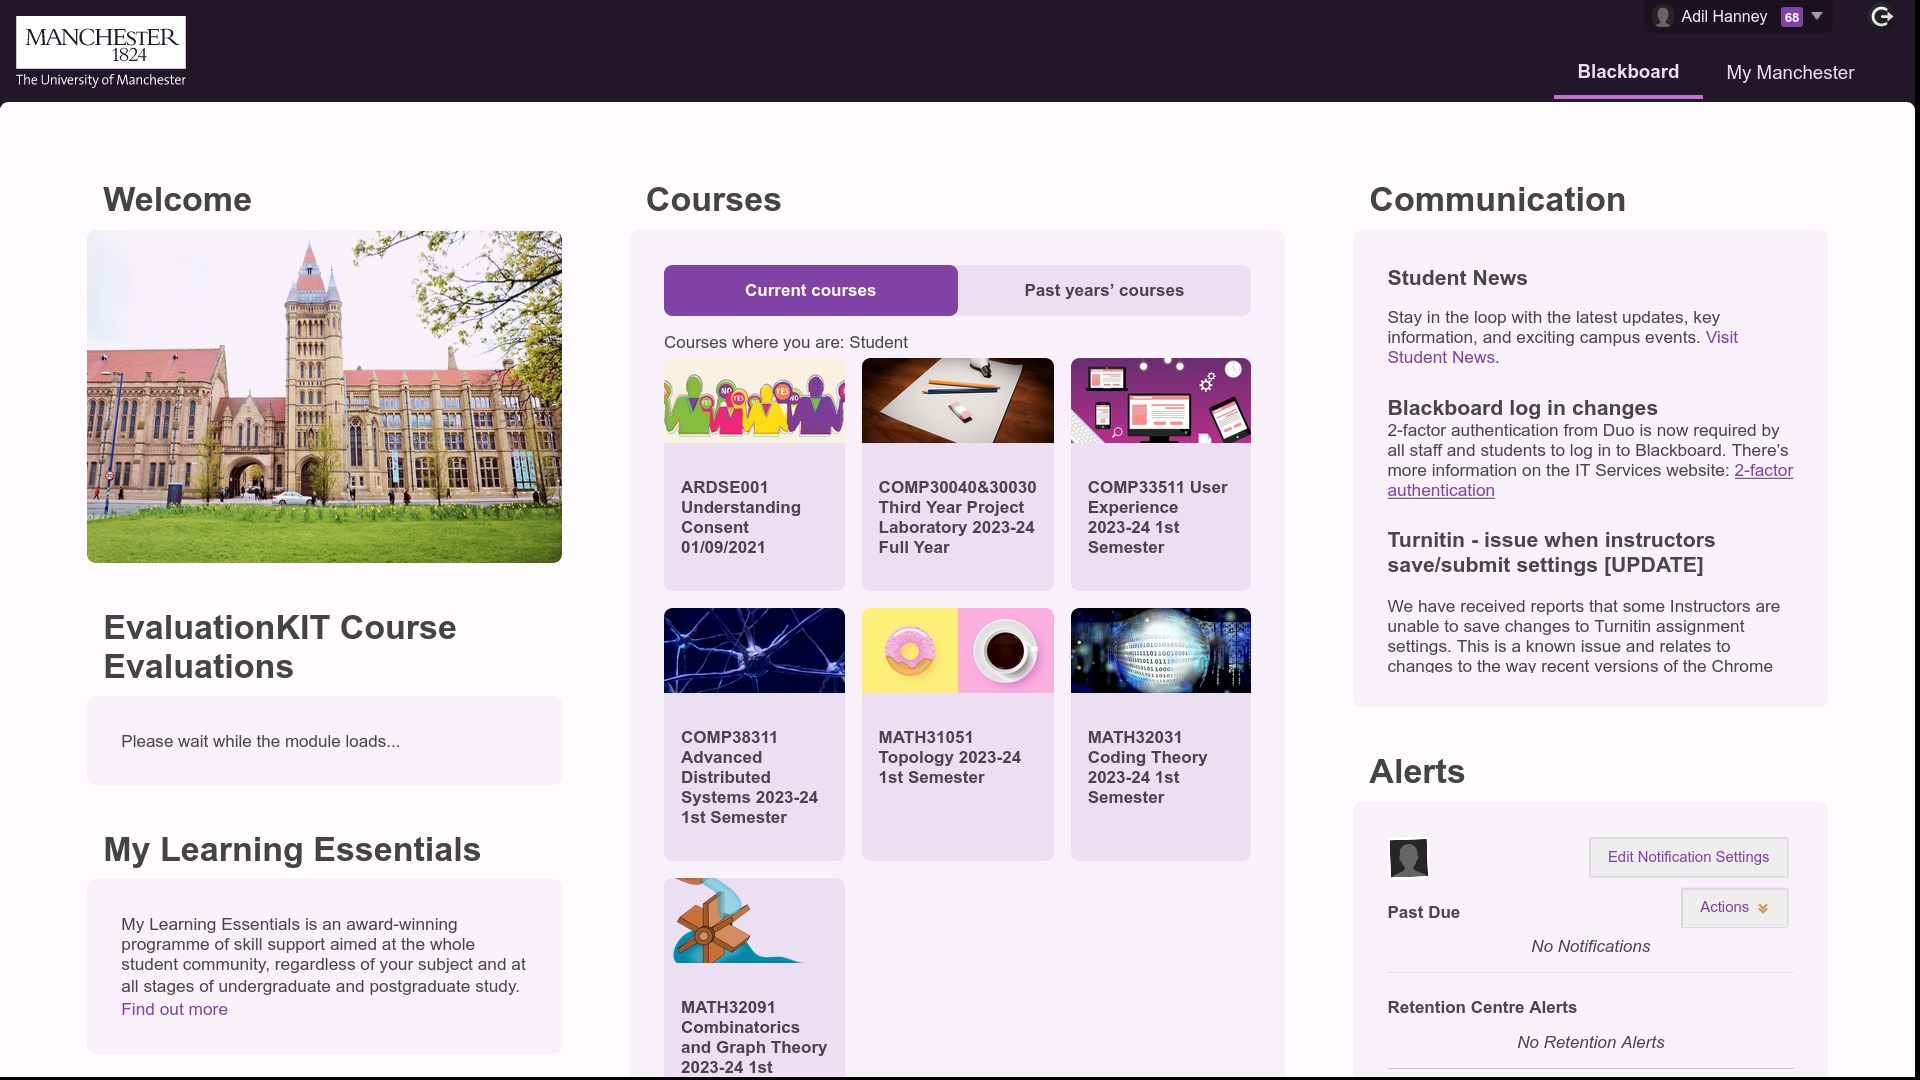 MANCHESTER
1824
The University of Manchester
Adil Hanney 68
Blackboard
My Manchester
Welcome
EvaluationKIT Course
Evaluations
Please wait while the module loads...
My Learning Essentials
My Learning Essentials is an award-winning
programme of skill support aimed at the whole
student community, regardless of your subject and at
all stages of undergraduate and postgraduate study.
Find out more
Courses
Current courses
Past years’ courses
Courses where you are: Student
YES
NO
YES
YES
NO
ARDSE001
Understanding
Consent
01/09/2021
COMP30040&30030
Third Year Project
Laboratory 2023-24
Full Year
COMP33511 User
Experience
2023-24 1st
Semester
COMP38311
Advanced
Distributed
Systems 2023-24
1st Semester
MATH31051
Topology 2023-24
1st Semester
MATH32031
Coding Theory
2023-24 1st
Semester
MATH32091
Combinatorics
and Graph Theory
2023-24 1st
Communication
Student News
Stay in the loop with the latest updates, key
information, and exciting campus events. Visit
Student News.
Blackboard log in changes
2-factor authentication from Duo is now required by
all staff and students to log in to Blackboard. There’s
more information on the IT Services website: 2-factor
authentication
Turnitin - issue when instructors
save/submit settings [UPDATE]
We have received reports that some Instructors are
unable to save changes to Turnitin assignment
settings. This is a known issue and relates to
changes to the way recent versions of the Chrome
Alerts
Edit Notification Settings
Actions
Past Due
No Notifications
Retention Centre Alerts
No Retention Alerts